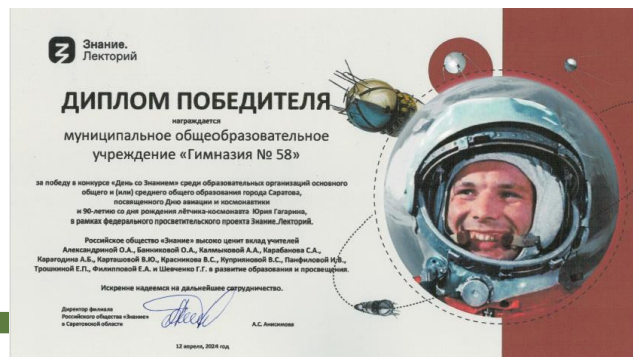 Знание.
Лекторий
ДИПЛОМ ПОБЕДИТЕЛЯ
награждается
муниципальное общеобразовательное
учреждение «Гимназия № 58»
за победу в конкурсе «День со Знанием» среди образовательных организаций основного
общего и (или) среднего общего образования города Саратова,
посвященного Дню авиации и космонавтики
и 90-летию со дня рождения лётчика-космонавта Юрия Гагарина,
в рамках федерального просветительского проекта Знание.Лекторий.
Российское общество «Знание» высоко ценит вклад учителей
Александриной О.А., Банниковой О.А., Калмыковой А.А., Карабановой С.А.,
Карагодина А.Б., Карташовой В.Ю., Красникова В.С., Куприяновой В.С., Панфиловой И.В.,
Трошкиной Е.П., Филипповой Е.А. и Шевченко Г.Г. в развитие образования и просвещения.
Искренне надеемся на дальнейшее сотрудничество.
Директор филиала
Российского общества «Знание»
в Саратовской области
А.С. Анисимова
12 апреля, 2024 год